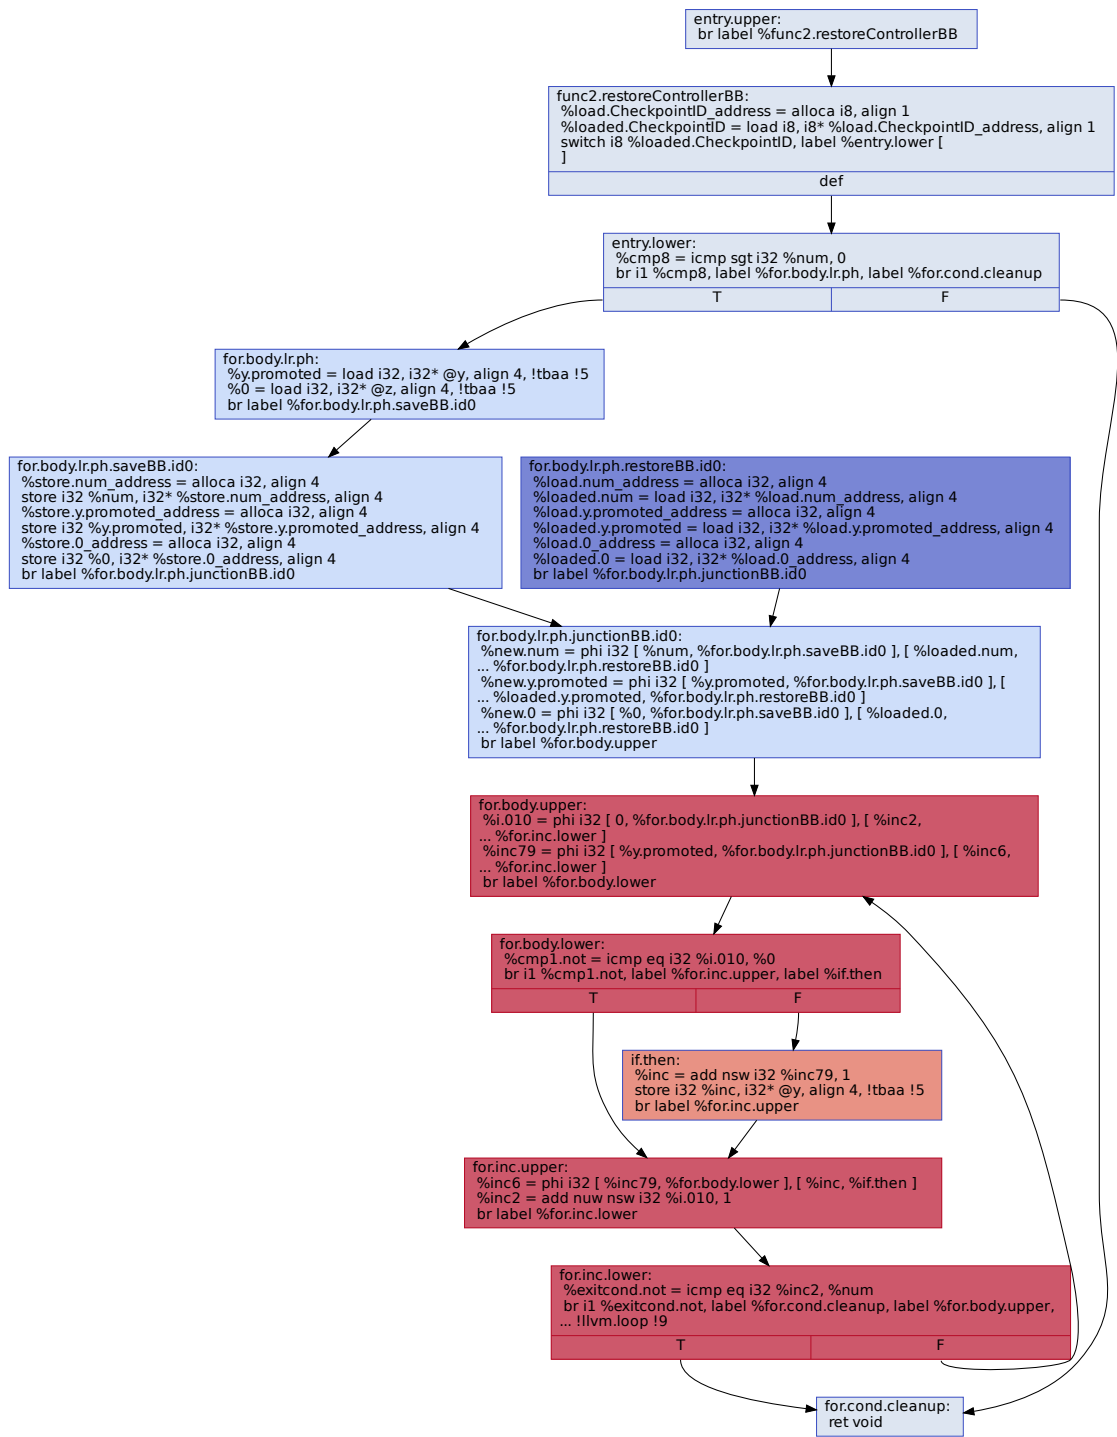 entry.upper:
br label %func2.restoreControllerBB
func2.restoreControllerBB:
%load.CheckpointID_address = alloca i8, align 1
%loaded.CheckpointID = load i8, i8* %load.CheckpointID_address, align 1
switch i8 %loaded.CheckpointID, label %entry.lower [
]
def
entry.lower:
%cmp8 = icmp sgt i32 %num, 0
br i1 %cmp8, label %for.body.lr.ph, label %for.cond.cleanup
T
F
for.body.lr.ph:
%y.promoted = load i32, i32* @y, align 4, !tbaa !5
%0 = load i32, i32* @z, align 4, !tbaa !5
br label %for.body.lr.ph.saveBB.id0
for.body.lr.ph.saveBB.id0:
%store.num_address = alloca i32, align 4
store i32 %num, i32* %store.num_address, align 4
%store.y.promoted_address = alloca i32, align 4
store i32 %y.promoted, i32* %store.y.promoted_address, align 4
%store.0_address = alloca i32, align 4
store i32 %0, i32* %store.0_address, align 4
br label %for.body.lr.ph.junctionBB.id0
for.body.lr.ph.restoreBB.id0:
%load.num_address = alloca i32, align 4
%loaded.num = load i32, i32* %load.num_address, align 4
%load.y.promoted_address = alloca i32, align 4
%loaded.y.promoted = load i32, i32* %load.y.promoted_address, align 4
%load.0_address = alloca i32, align 4
%loaded.0 = load i32, i32* %load.0_address, align 4
br label %for.body.lr.ph.junctionBB.id0
for.body.lr.ph.junctionBB.id0:
%new.num = phi i32 [ %num, %for.body.lr.ph.saveBB.id0 ], [ %loaded.num,
... %for.body.lr.ph.restoreBB.id0 ]
%new.y.promoted = phi i32 [ %y.promoted, %for.body.lr.ph.saveBB.id0 ], [
... %loaded.y.promoted, %for.body.lr.ph.restoreBB.id0 ]
%new.0 = phi i32 [ %0, %for.body.lr.ph.saveBB.id0 ], [ %loaded.0,
... %for.body.lr.ph.restoreBB.id0 ]
br label %for.body.upper
for.body.upper:
%i.010 = phi i32 [ 0, %for.body.lr.ph.junctionBB.id0 ], [ %inc2,
... %for.inc.lower ]
%inc79 = phi i32 [ %y.promoted, %for.body.lr.ph.junctionBB.id0 ], [ %inc6,
... %for.inc.lower ]
br label %for.body.lower
for.body.lower:
%cmp1.not = icmp eq i32 %i.010, %0
br i1 %cmp1.not, label %for.inc.upper, label %if.then
T
F
if.then:
%inc = add nsw i32 %inc79, 1
store i32 %inc, i32* @y, align 4, !tbaa !5
br label %for.inc.upper
for.inc.upper:
%inc6 = phi i32 [ %inc79, %for.body.lower ], [ %inc, %if.then ]
%inc2 = add nuw nsw i32 %i.010, 1
br label %for.inc.lower
for.inc.lower:
%exitcond.not = icmp eq i32 %inc2, %num
br i1 %exitcond.not, label %for.cond.cleanup, label %for.body.upper,
... !llvm.loop !9
T
F
for.cond.cleanup:
ret void